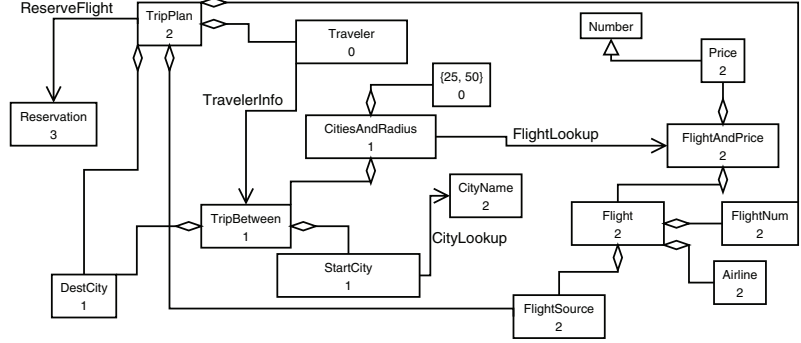 ReserveFlight
TripPlan
2
Number
Traveler
0
Price
2
{25, 50}
0
TravelerInfo
Reservation
3
CitiesAndRadius
1
FlightLookup
FlightAndPrice
2
CityName
2
TripBetween
1
Flight
2
FlightNum
2
CityLookup
StartCity
1
DestCity
1
Airline
2
FlightSource
2